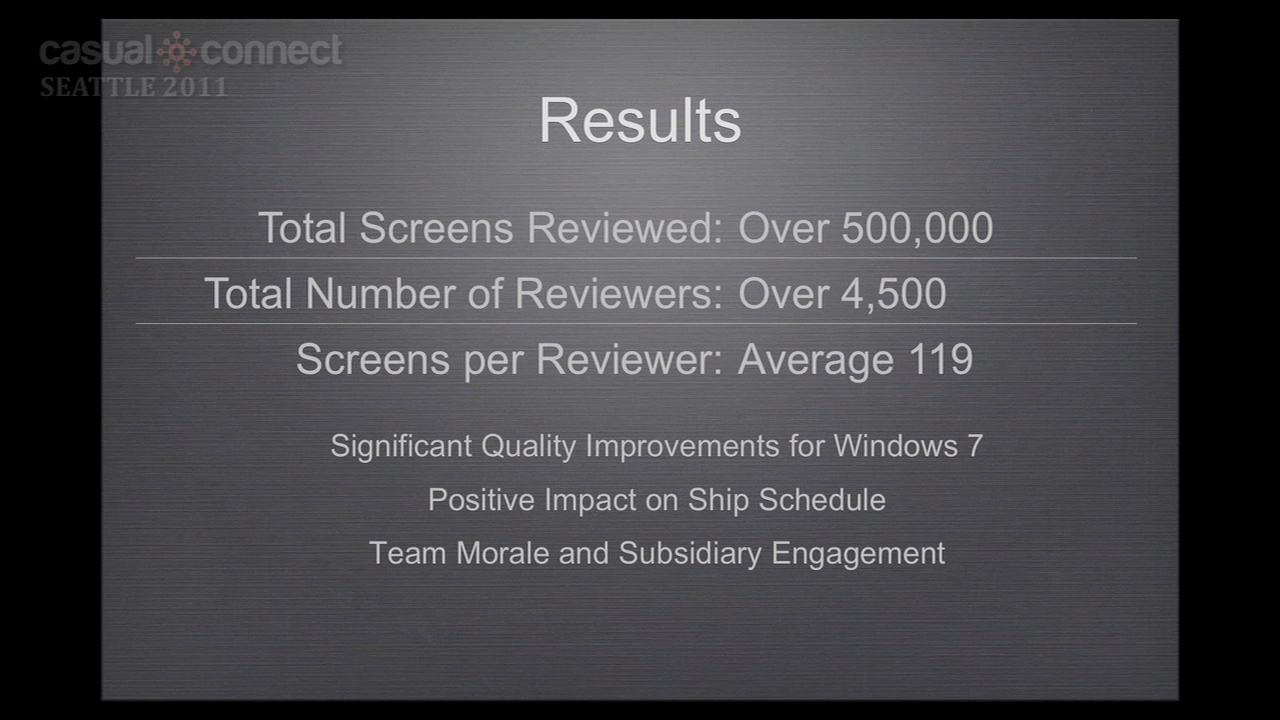 casual connect
SEATTLE 2011
Results
Total Screens Reviewed: Over 500,000
Total Number of Reviewers: Over 4,500
Screens per Reviewer: Average 119
Significant Quality Improvements for Windows 7
Positive Impact on Ship Schedule
Team Morale and Subsidiary Engagement